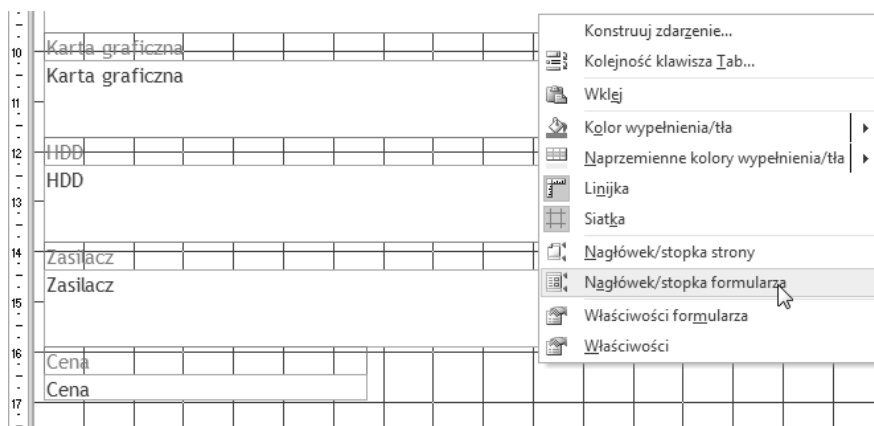 10
Karta graficzna
Karta graficzna
11
12
HDD
HDD
13
14
Zasilacz
Zasilacz
15
16
Cena
Cena
17
Konstruuj zdarzenie...
Kolejność klawisza Tab...
Wklej
Kolor wypełnienia/tła
Naprzemienne kolory wypełnienia/tła
Linijka
Siatka
Nagłówek/stopka strony
Nagłówek/stopka formularza
Właściwości formularza
Właściwości